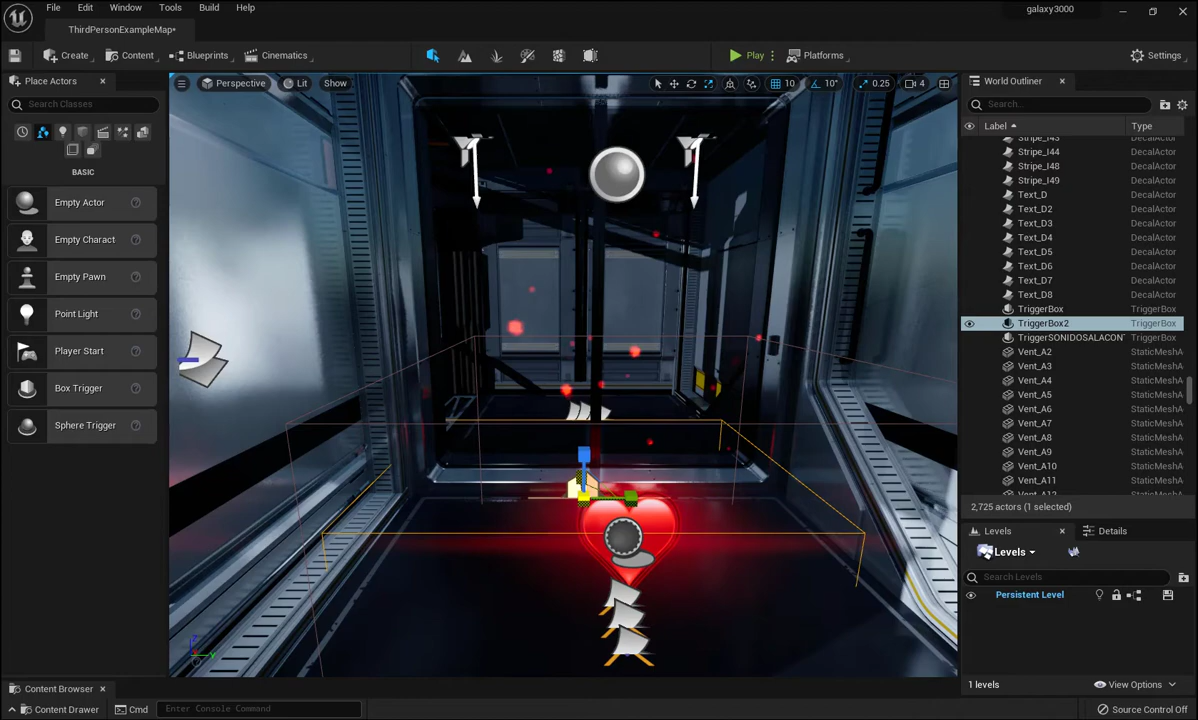 File Edit Window Tools Build Help
galaxy3000
ThirdPersonExampleMap*
Create Content Blueprints Cinematics Play Platforms Settings
Place Actors
Search Classes
BASIC
Empty Actor
Empty Charact
Empty Pawn
Point Light
Player Start
Box Trigger
Sphere Trigger
Perspective Lit Show 10 10° 0.25 4
World Outliner
Search...
Label Type
Stripe_I43 DecalActor
Stripe_I44 DecalActor
Stripe_I48 DecalActor
Stripe_I49 DecalActor
Text_D DecalActor
Text_D2 DecalActor
Text_D3 DecalActor
Text_D4 DecalActor
Text_D5 DecalActor
Text_D6 DecalActor
Text_D7 DecalActor
Text_D8 DecalActor
TriggerBox TriggerBox
TriggerBox2 TriggerBox
TriggerSONIDOSALACONT TriggerBox
Vent_A2 StaticMeshA
Vent_A3 StaticMeshA
Vent_A4 StaticMeshA
Vent_A5 StaticMeshA
Vent_A6 StaticMeshA
Vent_A7 StaticMeshA
Vent_A8 StaticMeshA
Vent_A9 StaticMeshA
Vent_A10 StaticMeshA
Vent_A11 StaticMeshA
Vent_A12 StaticMeshA
2,725 actors (1 selected)
Levels Details
Levels
Search Levels
Persistent Level
1 levels View Options
Z
Y
Content Browser
Content Drawer Cmd Enter Console Command Source Control Off